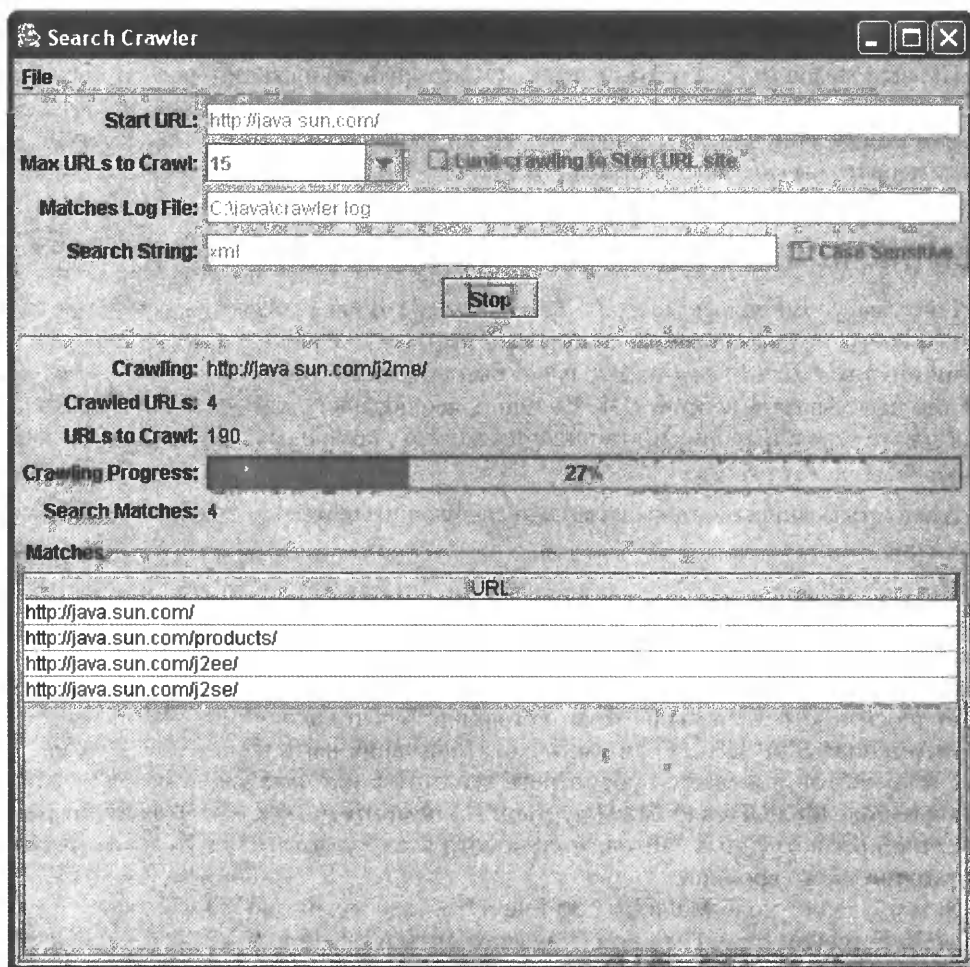 Search Crawler
File
Start URL: http://java.sun.com/
Max URLs to Crawl: 15 Limit crawling to Start URL site
Matches Log File: C:\java\crawler.log
Search String: xml Case Sensitive
Stop
Crawling: http://java.sun.com/j2me/
Crawled URLs: 4
URLs to Crawl: 190
Crawling Progress: 27%
Search Matches: 4
Matches
URL
http://java.sun.com/
http://java.sun.com/products/
http://java.sun.com/j2ee/
http://java.sun.com/j2se/